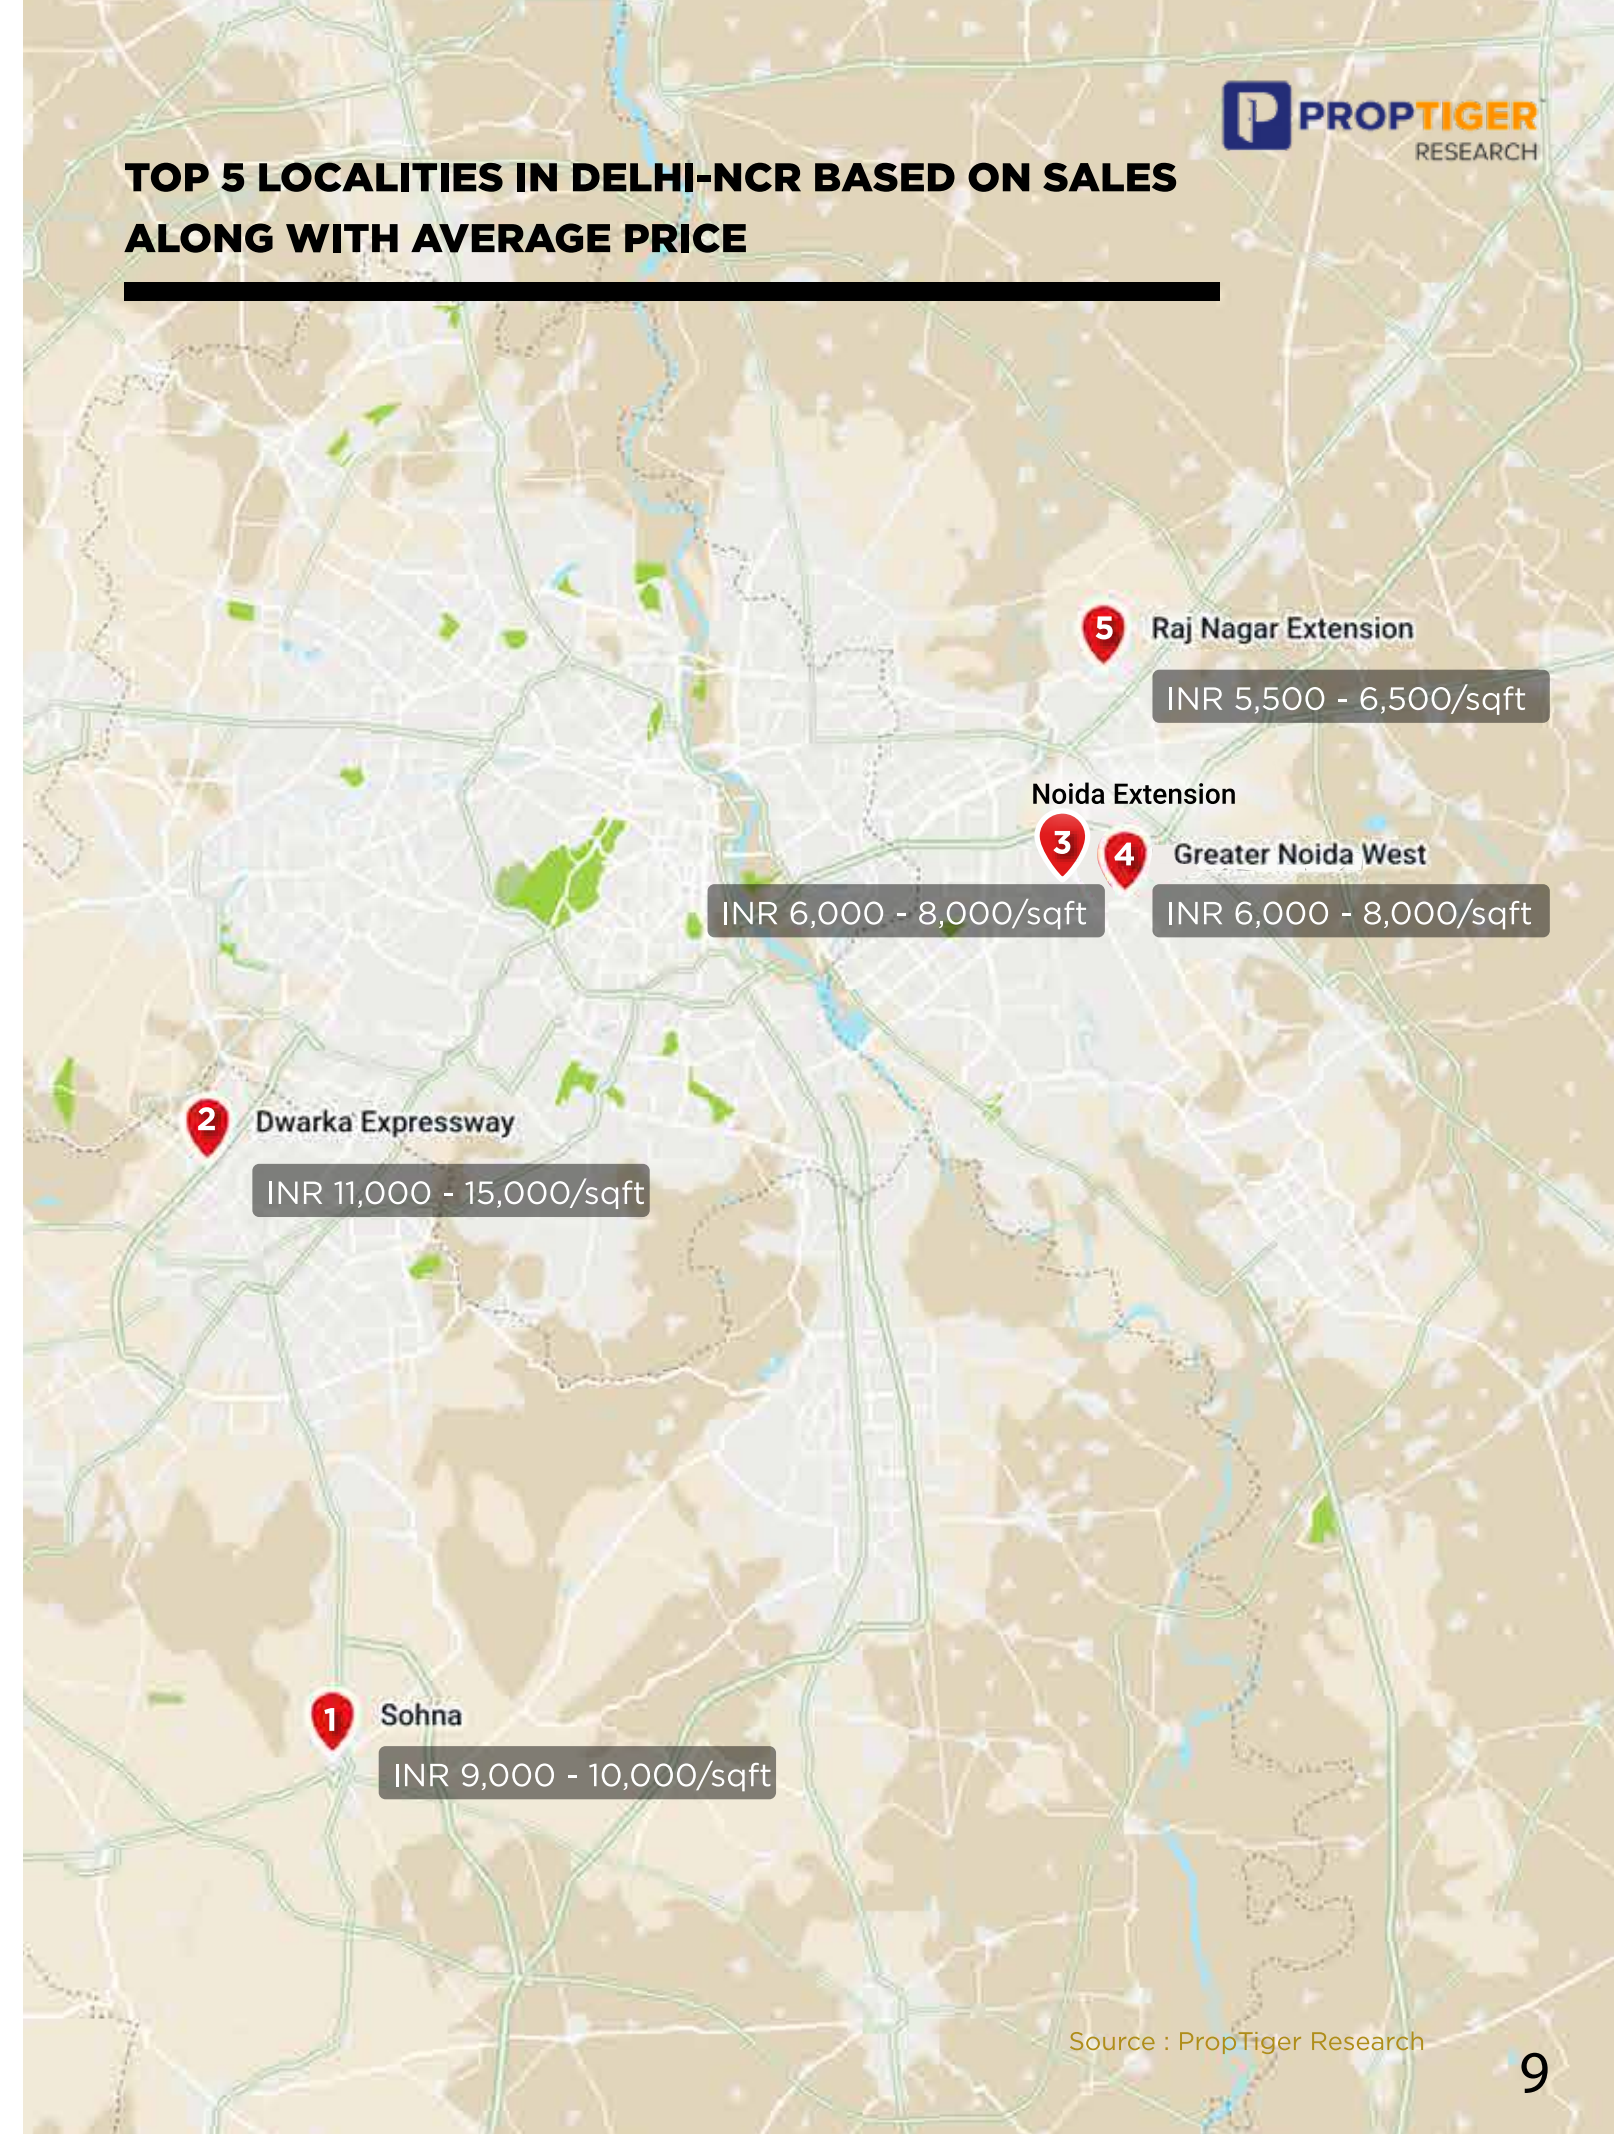 PROPTIGER
RESEARCH
TOP 5 LOCALITIES IN DELHI-NCR BASED ON SALES
ALONG WITH AVERAGE PRICE
5 Raj Nagar Extension
INR 5,500 - 6,500/sqft
Noida Extension
3
4 Greater Noida West
INR 6,000 - 8,000/sqft
INR 6,000 - 8,000/sqft
2 Dwarka Expressway
INR 11,000 - 15,000/sqft
1 Sohna
INR 9,000 - 10,000/sqft
Source : PropTiger Research
9